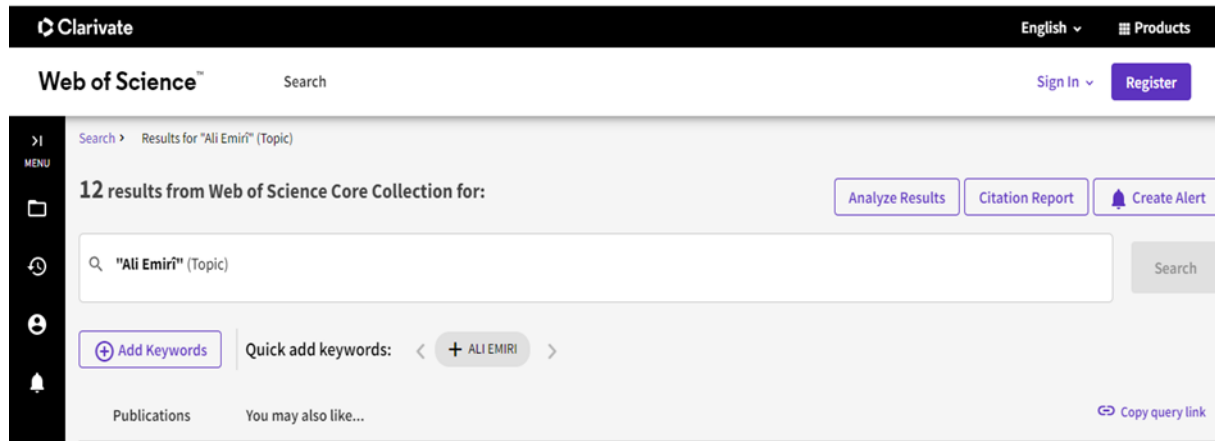 Clarivate English Products
Web of Science™ Search Sign In Register
MENU
Search > Results for "Ali Emirî" (Topic)
12 results from Web of Science Core Collection for:
Analyze Results Citation Report Create Alert
"Ali Emirî" (Topic) Search
+ Add Keywords Quick add keywords: < + ALI EMIRI >
Publications You may also like... Copy query link